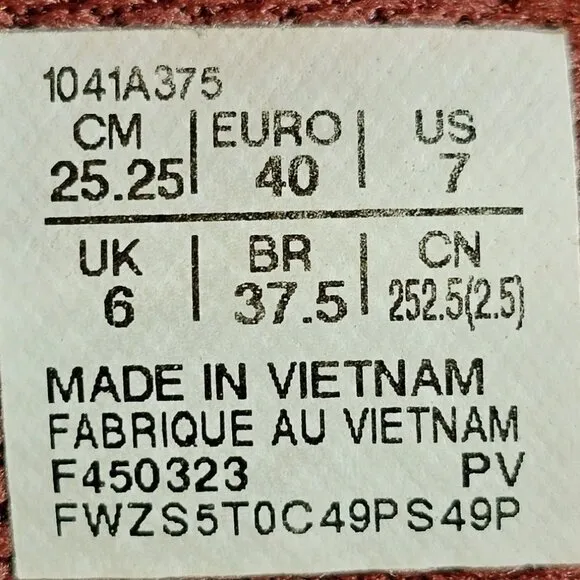 1041A375
CM | EURO | US
25.25 | 40 | 7
UK | BR | CN
6 | 37.5 | 252.5(2.5)
MADE IN VIETNAM
FABRIQUE AU VIETNAM
F450323 PV
FWZS5T0C49PS49P